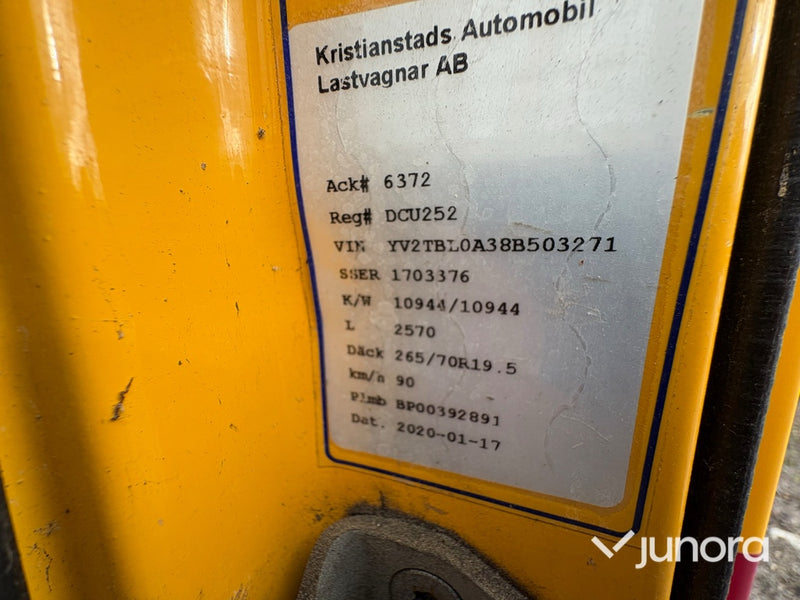 Kristianstads Automobil
Lastvagnar AB
Ack# 6372
Reg# DCU252
VIN YV2TBL0A38B503271
SSER 1703376
K/W 10944/10944
L 2570
Däck 265/70R19.5
km/h 90
Plmb BP00392891
Dat. 2020-01-17
junora